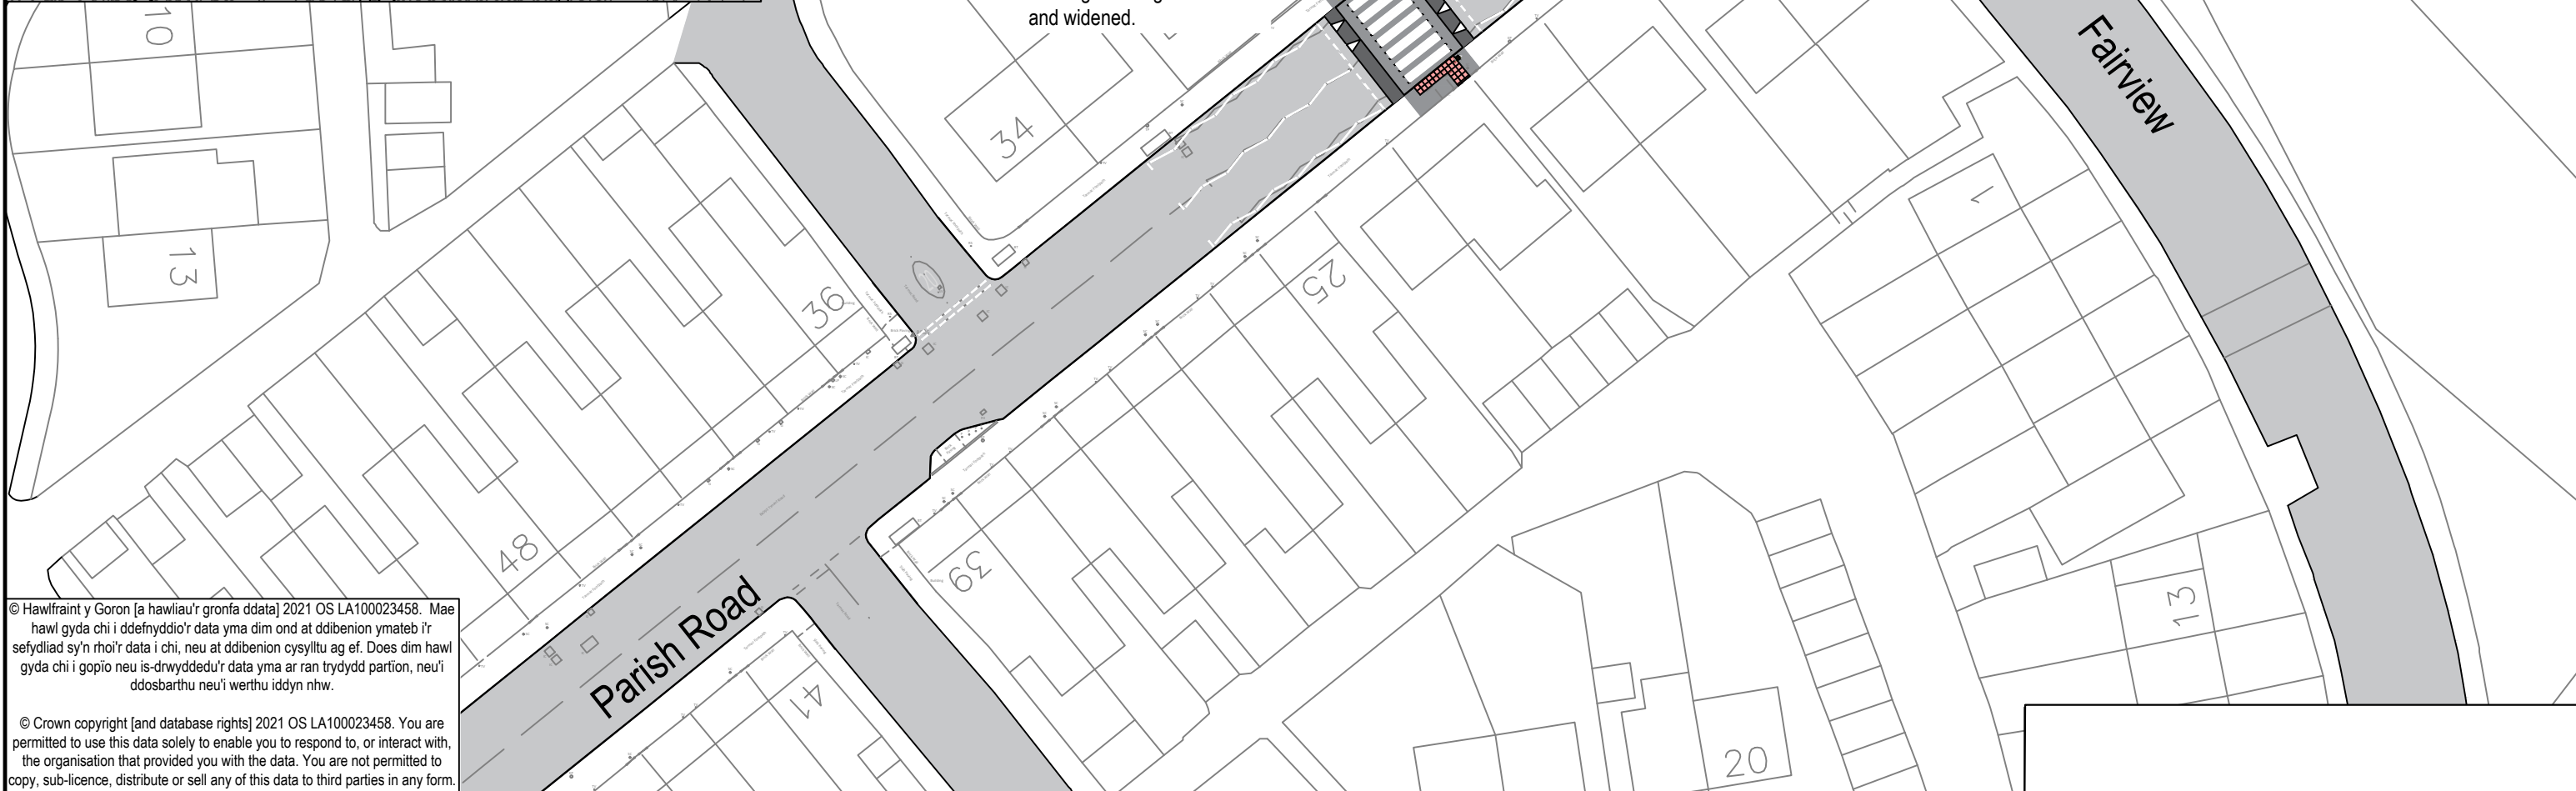 and widened.
Fairview
10
34
13
1
36
25
48
39
13
Parish Road
41
20
© Hawlfraint y Goron [a hawliau'r gronfa ddata] 2021 OS LA100023458. Mae
hawl gyda chi i ddefnyddio'r data yma dim ond at ddibenion ymateb i'r
sefydliad sy'n rhoi'r data i chi, neu at ddibenion cysylltu ag ef. Does dim hawl
gyda chi i gopïo neu is-drwyddedu'r data yma ar ran trydydd partïon, neu'i
ddosbarthu neu'i werthu iddyn nhw.
© Crown copyright [and database rights] 2021 OS LA100023458. You are
permitted to use this data solely to enable you to respond to, or interact with,
the organisation that provided you with the data. You are not permitted to
copy, sub-licence, distribute or sell any of this data to third parties in any form.